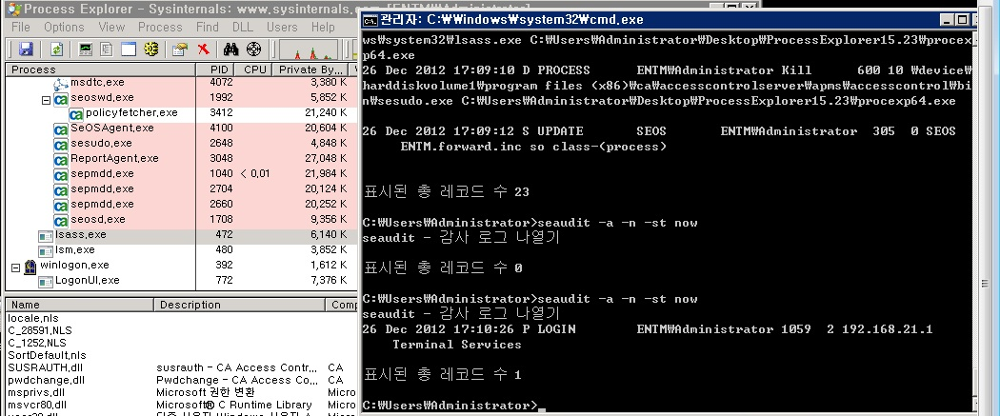 Process Explorer - Sysinternals: www.sysinternals.com [ENTM\Administrator]
File Options View Process Find DLL Users Help
Process PID CPU Private By...
msdtc.exe 4072 3,380 K
seoswd.exe 1992 5,852 K
policyfetcher.exe 3412 21,240 K
SeOSAgent.exe 4100 20,604 K
sesudo.exe 2648 4,848 K
ReportAgent.exe 3048 27,048 K
sepmdd.exe 1040 < 0.01 21,984 K
sepmdd.exe 2704 20,124 K
sepmdd.exe 2660 20,252 K
seosd.exe 1708 9,356 K
lsass.exe 472 6,140 K
lsm.exe 480 3,852 K
winlogon.exe 392 1,612 K
LogonUI.exe 772 7,376 K
Name Description Comp
locale.nls
C_28591.NLS
C_1252.NLS
SortDefault.nls
SUSRAUTH.dll susrauth - CA Access Contr... CA
pwdchange.dll Pwdchange - CA Access Co... CA
msprivs.dll Microsoft 권한 변환 Micro
msvcr80.dll Microsoft® C Runtime Library Micro
관리자: C:₩Windows₩system32₩cmd.exe
ws₩system32₩lsass.exe C:₩Users₩Administrator₩Desktop₩ProcessExplorer15.23₩procex
p64.exe
26 Dec 2012 17:09:10 D PROCESS ENTM₩Administrator Kill 600 10 ₩device₩
harddiskvolume1₩program files (x86)₩ca₩accesscontrolserver₩apms₩accesscontrol₩bi
n₩sesudo.exe C:₩Users₩Administrator₩Desktop₩ProcessExplorer15.23₩procexp64.exe
26 Dec 2012 17:09:12 S UPDATE SEOS ENTM₩Administrator 305 0 SEOS
ENTM.forward.inc so class-(process)
표시된 총 레코드 수 23
C:₩Users₩Administrator>seaudit -a -n -st now
seaudit - 감사 로그 나열기
표시된 총 레코드 수 0
C:₩Users₩Administrator>seaudit -a -n -st now
seaudit - 감사 로그 나열기
26 Dec 2012 17:10:26 P LOGIN ENTM₩Administrator 1059 2 192.168.21.1
Terminal Services
표시된 총 레코드 수 1
C:₩Users₩Administrator>_